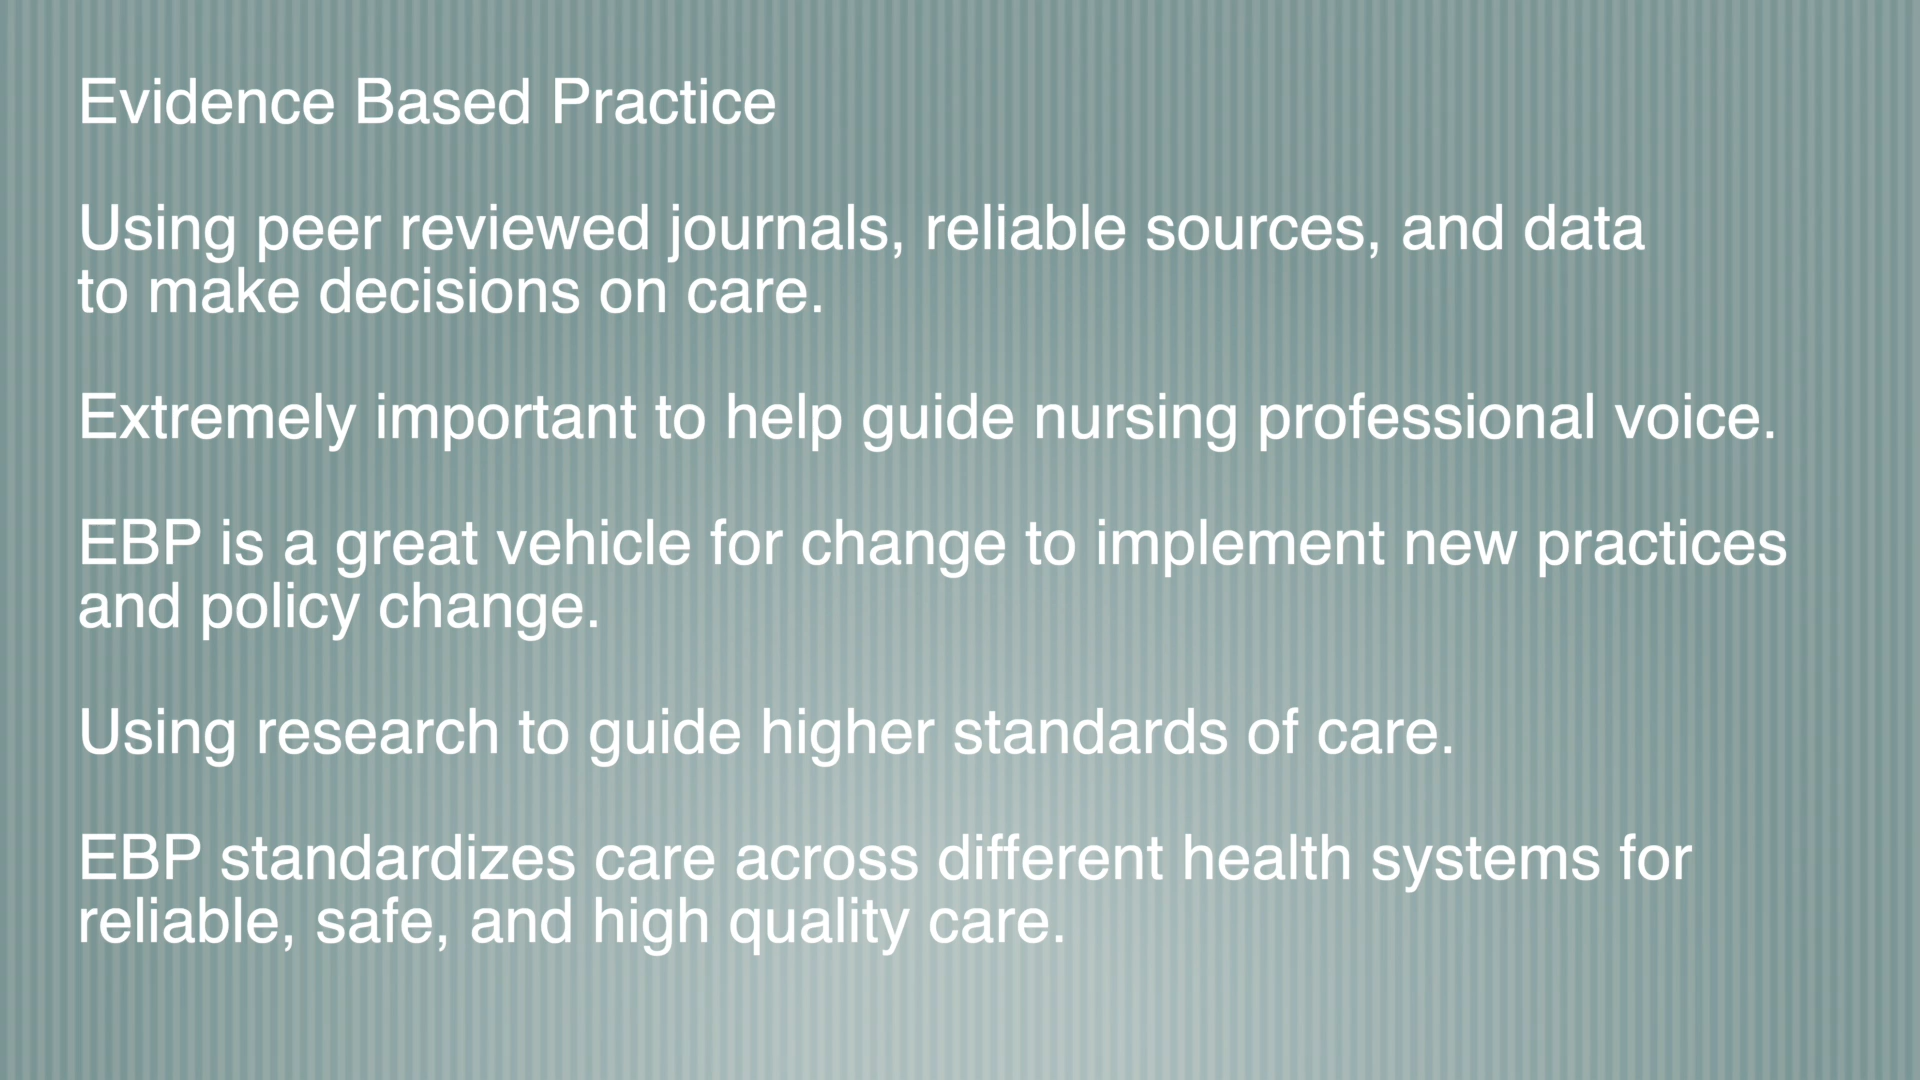 Evidence Based Practice
Using peer reviewed journals, reliable sources, and data
to make decisions on care.
Extremely important to help guide nursing professional voice.
EBP is a great vehicle for change to implement new practices
and policy change.
Using research to guide higher standards of care.
EBP standardizes care across different health systems for
reliable, safe, and high quality care.